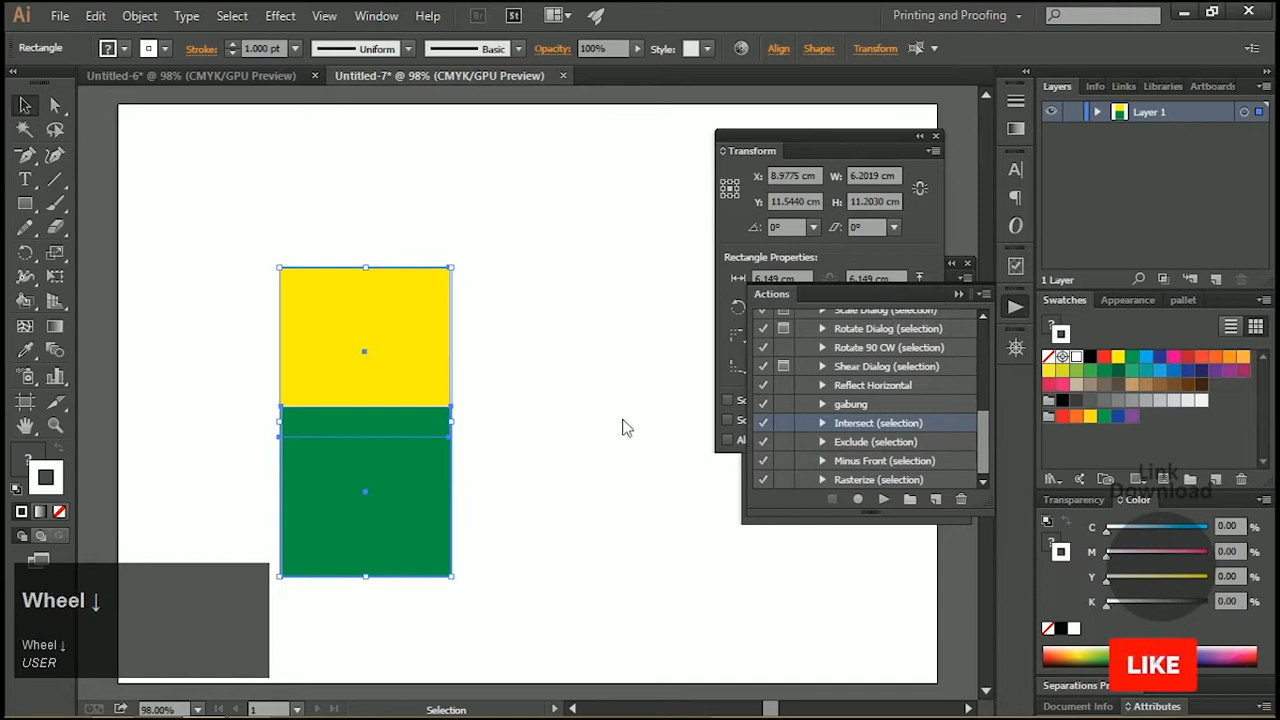 Ai File Edit Object Type Select Effect View Window Help Br St Printing and Proofing
Rectangle ? Stroke: 1.000 pt Uniform Basic Opacity: 100% Style: Align Shape: Transform
Untitled-6* @ 98% (CMYK/GPU Preview) × Untitled-7* @ 98% (CMYK/GPU Preview) ×
Layers Info Links Libraries Artboards
Layer 1
Transform
X: 8.9775 cm W: 6.2019 cm
Y: 11.5440 cm H: 11.2030 cm
0° 0°
Rectangle Properties:
6.149 cm 6.149 cm
1 Layer
Actions
Scale Dialog (selection)
Rotate Dialog (selection)
Rotate 90 CW (selection)
Shear Dialog (selection)
Reflect Horizontal
gabung
Intersect (selection)
Exclude (selection)
Minus Front (selection)
Rasterize (selection)
Swatches Appearance pallet
Link
Download
Transparency Color
C 0.00 %
M 0.00 %
Y 0.00 %
K 0.00 %
LIKE
Document Info Attributes
Wheel ↓
Wheel ↓
USER
98.00% 1 Selection